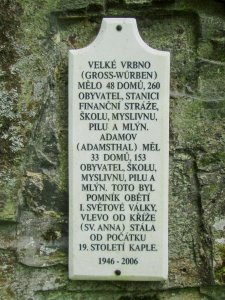 VELKÉ VRBNO
(GROSS-WÜRBEN)
MĚLO 48 DOMŮ, 260
OBYVATEL, STANICI
FINANČNÍ STRÁŽE,
ŠKOLU, MYSLIVNU,
PILU A MLÝN.
ADAMOV
(ADAMSTHAL) MĚL
33 DOMŮ, 153
OBYVATEL, ŠKOLU,
MYSLIVNU, PILU A
MLÝN. TOTO BYL
POMNÍK OBĚTÍ
I. SVĚTOVÉ VÁLKY,
VLEVO OD KŘÍŽE
(SV. ANNA) STÁLA
OD POČÁTKU
19. STOLETÍ KAPLE.
1946 - 2006